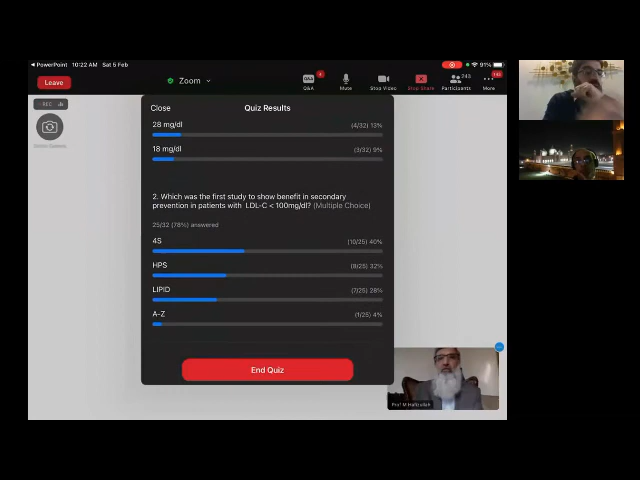 PowerPoint 10:22 AM Sat 5 Feb
91%
Leave
Zoom
Q&A
Mute
Stop Video
Stop Share
243
Participants
More
REC
Close
Quiz Results
28 mg/dl (4/32) 13%
18 mg/dl (3/32) 9%
2. Which was the first study to show benefit in secondary
prevention in patients with LDL-C < 100mg/dl? (Multiple Choice)
25/32 (78%) answered
4S (10/25) 40%
HPS (8/25) 32%
LIPID (7/25) 28%
A-Z (1/25) 4%
End Quiz